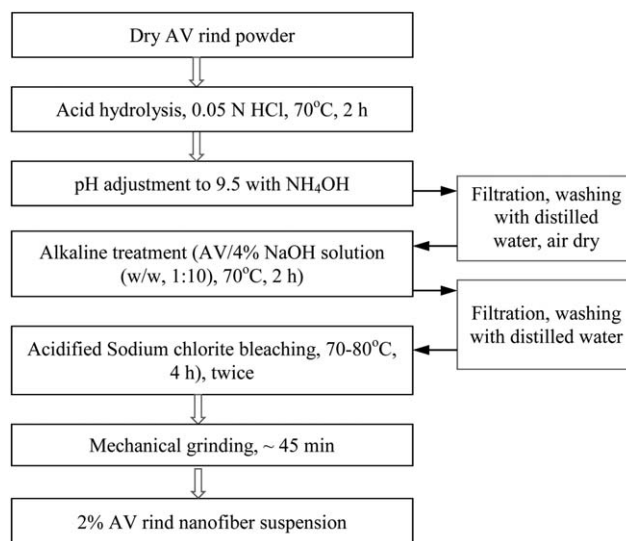 Dry AV rind powder
Acid hydrolysis, 0.05 N HCl, 70°C, 2 h
pH adjustment to 9.5 with NH₄OH
Filtration, washing
with distilled
water, air dry
Alkaline treatment (AV/4% NaOH solution
(w/w, 1:10), 70°C, 2 h)
Filtration, washing
with distilled water
Acidified Sodium chlorite bleaching, 70-80°C,
4 h), twice
Mechanical grinding, ~ 45 min
2% AV rind nanofiber suspension